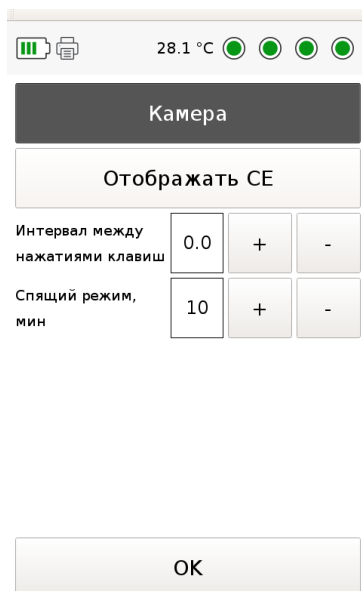 28.1 °C
Камера
Отображать CE
Интервал между
нажатиями клавиш
0.0
+
-
Спящий режим,
мин
10
+
-
OK